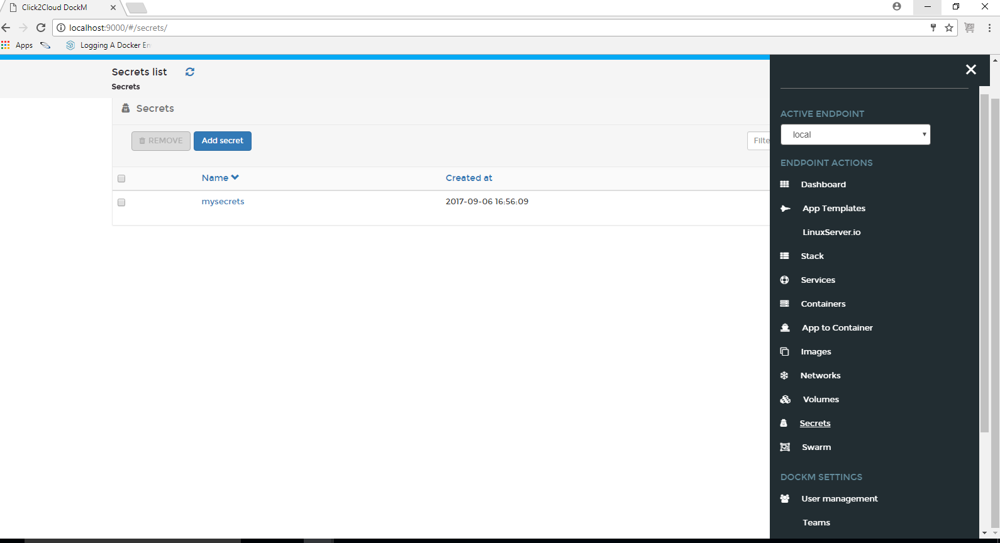 Click2Cloud DockM
localhost:9000/#/secrets/
Apps
Logging A Docker En
Secrets list
Secrets
Secrets
REMOVE
Add secret
Filte
Name
Created at
mysecrets
2017-09-06 16:56:09
ACTIVE ENDPOINT
local
ENDPOINT ACTIONS
Dashboard
App Templates
LinuxServer.io
Stack
Services
Containers
App to Container
Images
Networks
Volumes
Secrets
Swarm
DOCKM SETTINGS
User management
Teams